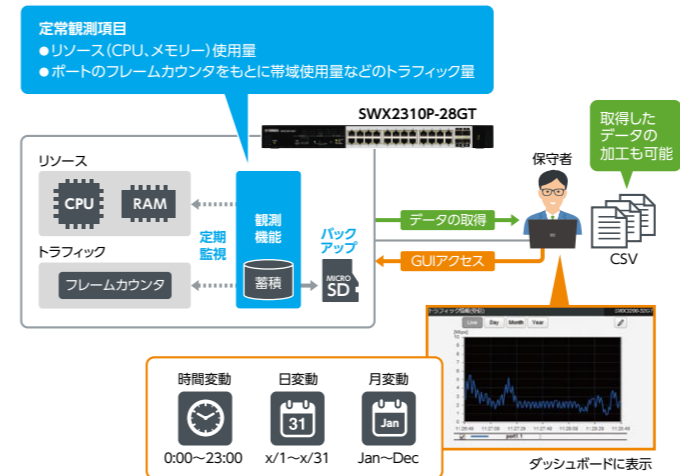 定常観測項目
●リソース（CPU、メモリー）使用量
●ポートのフレームカウンタをもとに帯域使用量などのトラフィック量
SWX2310P-28GT
取得した
データの
加工も可能
保守者
リソース
CPU
RAM
観測
機能
定期
監視
バック
アップ
データの取得
GUIアクセス
CSV
トラフィック
フレームカウンタ
蓄積
MICRO
SD
Live Day Month Year
時間変動
日変動
月変動
31
Jan
0:00〜23:00
x/1〜x/31
Jan〜Dec
port1.1
ダッシュボードに表示